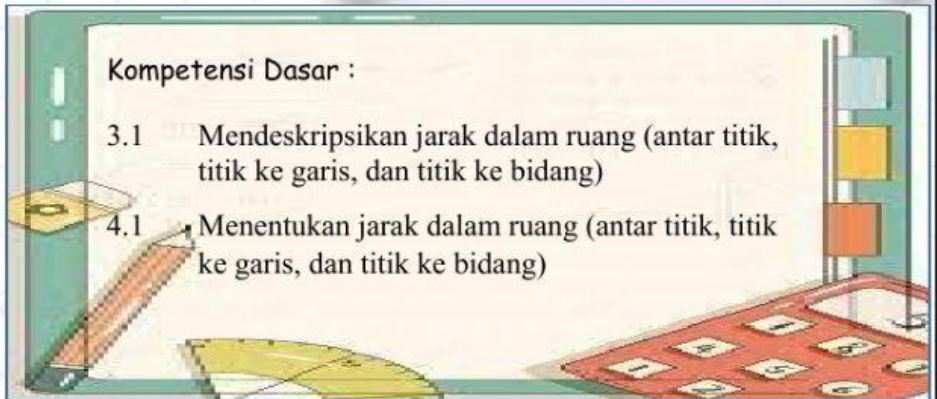 Kompetensi Dasar :
3.1 Mendeskripsikan jarak dalam ruang (antar titik,
titik ke garis, dan titik ke bidang)
4.1 Menentukan jarak dalam ruang (antar titik, titik
ke garis, dan titik ke bidang)